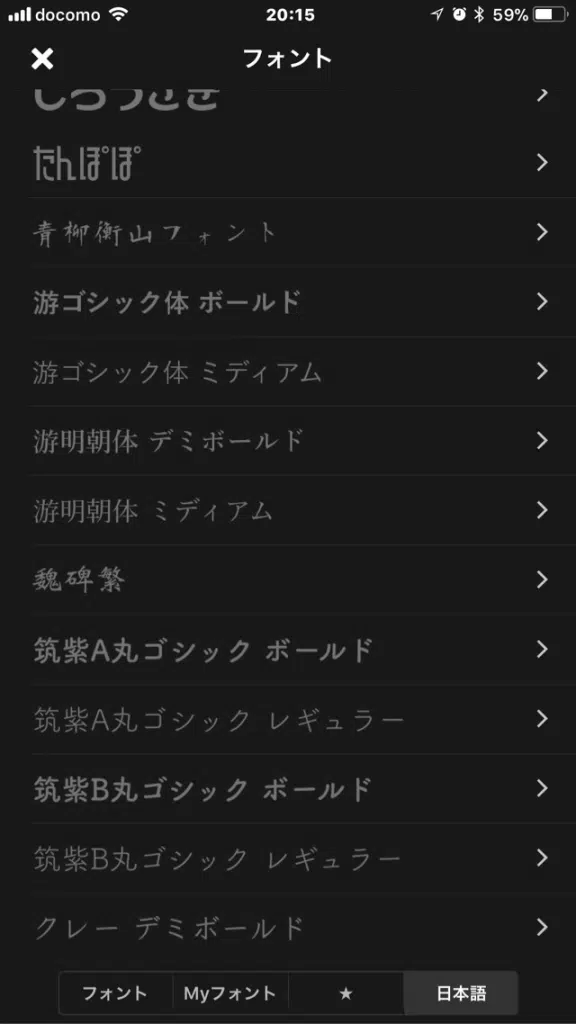 docomo 20:15 59%
フォント
しろうさぎ
たんぽぽ
青柳衡山フォント
游ゴシック体 ボールド
游ゴシック体 ミディアム
游明朝体 デミボールド
游明朝体 ミディアム
魏碑繁
筑紫A丸ゴシック ボールド
筑紫A丸ゴシック レギュラー
筑紫B丸ゴシック ボールド
筑紫B丸ゴシック レギュラー
クレー デミボールド
フォント Myフォント ★ 日本語